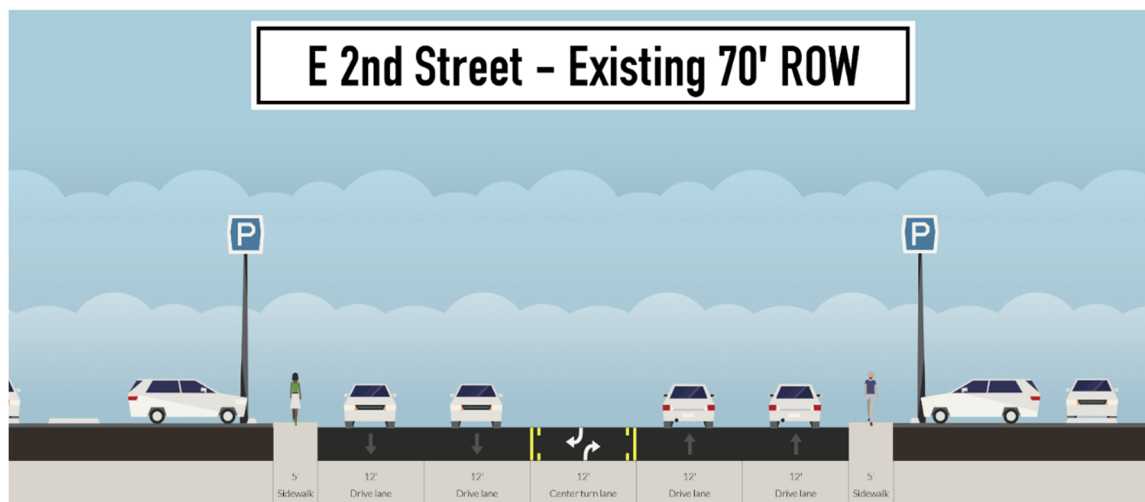 E 2nd Street - Existing 70' ROW
P
P
5'
Sidewalk
12'
Drive lane
12'
Drive lane
12'
Center turn lane
12'
Drive lane
12'
Drive lane
5'
Sidewalk